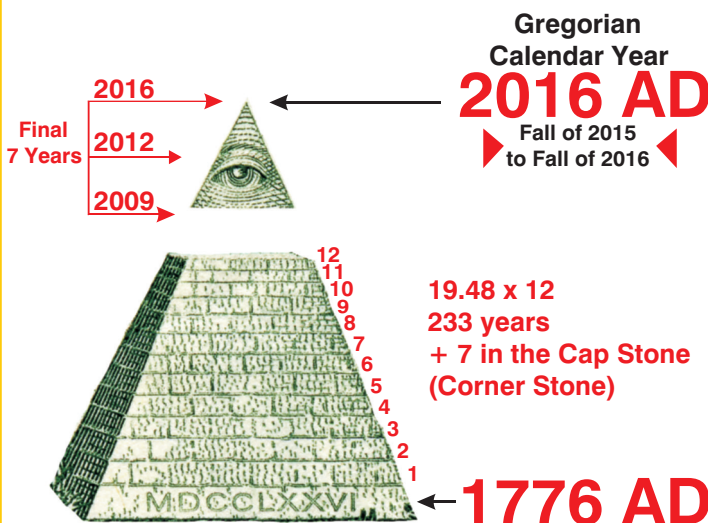 Gregorian
Calendar Year
2016 AD
Fall of 2015
to Fall of 2016
2016
Final
7 Years
2012
2009
12
11
10
9
8
7
6
5
4
3
2
1
19.48 x 12
233 years
+ 7 in the Cap Stone
(Corner Stone)
MDCCLXXVI
1776 AD